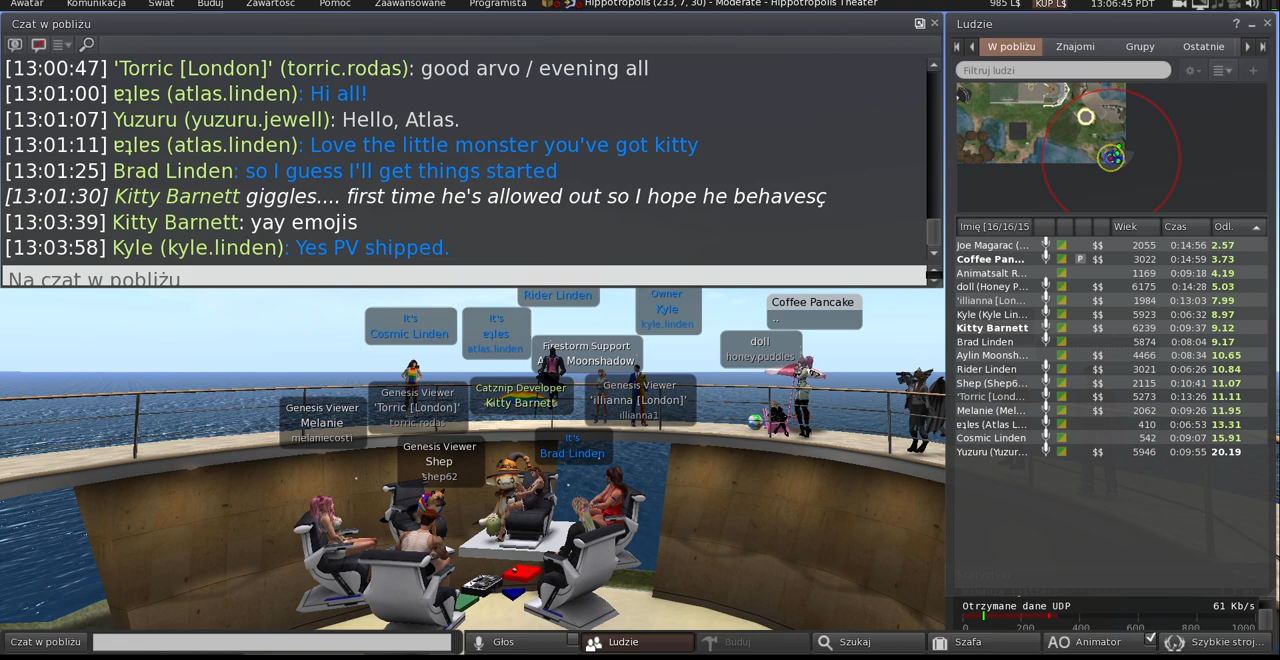 Awatar Komunikacja Świat Buduj Zawartość Pomoc Zaawansowane Programista Hippotropolis (233, 7, 30) - Moderate - Hippotropolis Theater 985 L$ KUP L$ 13:06:45 PDT
Czat w pobliżu
[13:00:47] 'Torric [London]' (torric.rodas): good arvo / evening all
[13:01:00] ɐʇlɐs (atlas.linden): Hi all!
[13:01:07] Yuzuru (yuzuru.jewell): Hello, Atlas.
[13:01:11] ɐʇlɐs (atlas.linden): Love the little monster you've got kitty
[13:01:25] Brad Linden: so I guess I'll get things started
[13:01:30] Kitty Barnett giggles.... first time he's allowed out so I hope he behavesç
[13:03:39] Kitty Barnett: yay emojis
[13:03:58] Kyle (kyle.linden): Yes PV shipped.
Na czat w pobliżu
Rider Linden
Owner
Kyle
kyle.linden
Coffee Pancake
..
It's
Cosmic Linden
It's
ɐʇlɐs
atlas.linden
Firestorm Support
Moonshadow
doll
honey.puddles
Genesis Viewer
Melanie
melaniecosti
Genesis Viewer
'Torric [London]'
torric.rodas
Catznip Developer
Kitty Barnett
Genesis Viewer
'illianna [London]'
illianna1
Genesis Viewer
Shep
shep62
It's
Brad Linden
Ludzie
W pobliżu Znajomi Grupy Ostatnie
Filtruj ludzi
Imię [16/16/15 Wiek Czas Odl.
Joe Magarac (... $$ 2055 0:14:56 2.57
Coffee Pan... P $$ 3022 0:14:59 3.73
Animatsalt R... 1169 0:09:18 4.19
doll (Honey P... $$ 6175 0:14:28 5.03
'illianna [Lon... $$ 1984 0:13:03 7.99
Kyle (Kyle Lin... 5923 0:06:32 8.97
Kitty Barnett $$ 6239 0:09:37 9.12
Brad Linden 5874 0:08:04 9.17
Aylin Moonsh... $$ 4466 0:08:34 10.65
Rider Linden 3021 0:06:26 10.84
Shep (Shep6... $$ 2115 0:10:41 11.07
'Torric [Lond... $$ 5273 0:13:26 11.11
Melanie (Mel... $$ 2062 0:09:26 11.95
ɐʇlɐs (Atlas L... 410 0:06:53 13.31
Cosmic Linden 542 0:09:07 15.91
Yuzuru (Yuzur... $$ 5946 0:09:55 20.19
Otrzymane dane UDP 61 Kb/s
0 200 400 600 800 1000
Czat w pobliżu Głos Ludzie Buduj Szukaj Szafa AO Animator Szybkie stroj...